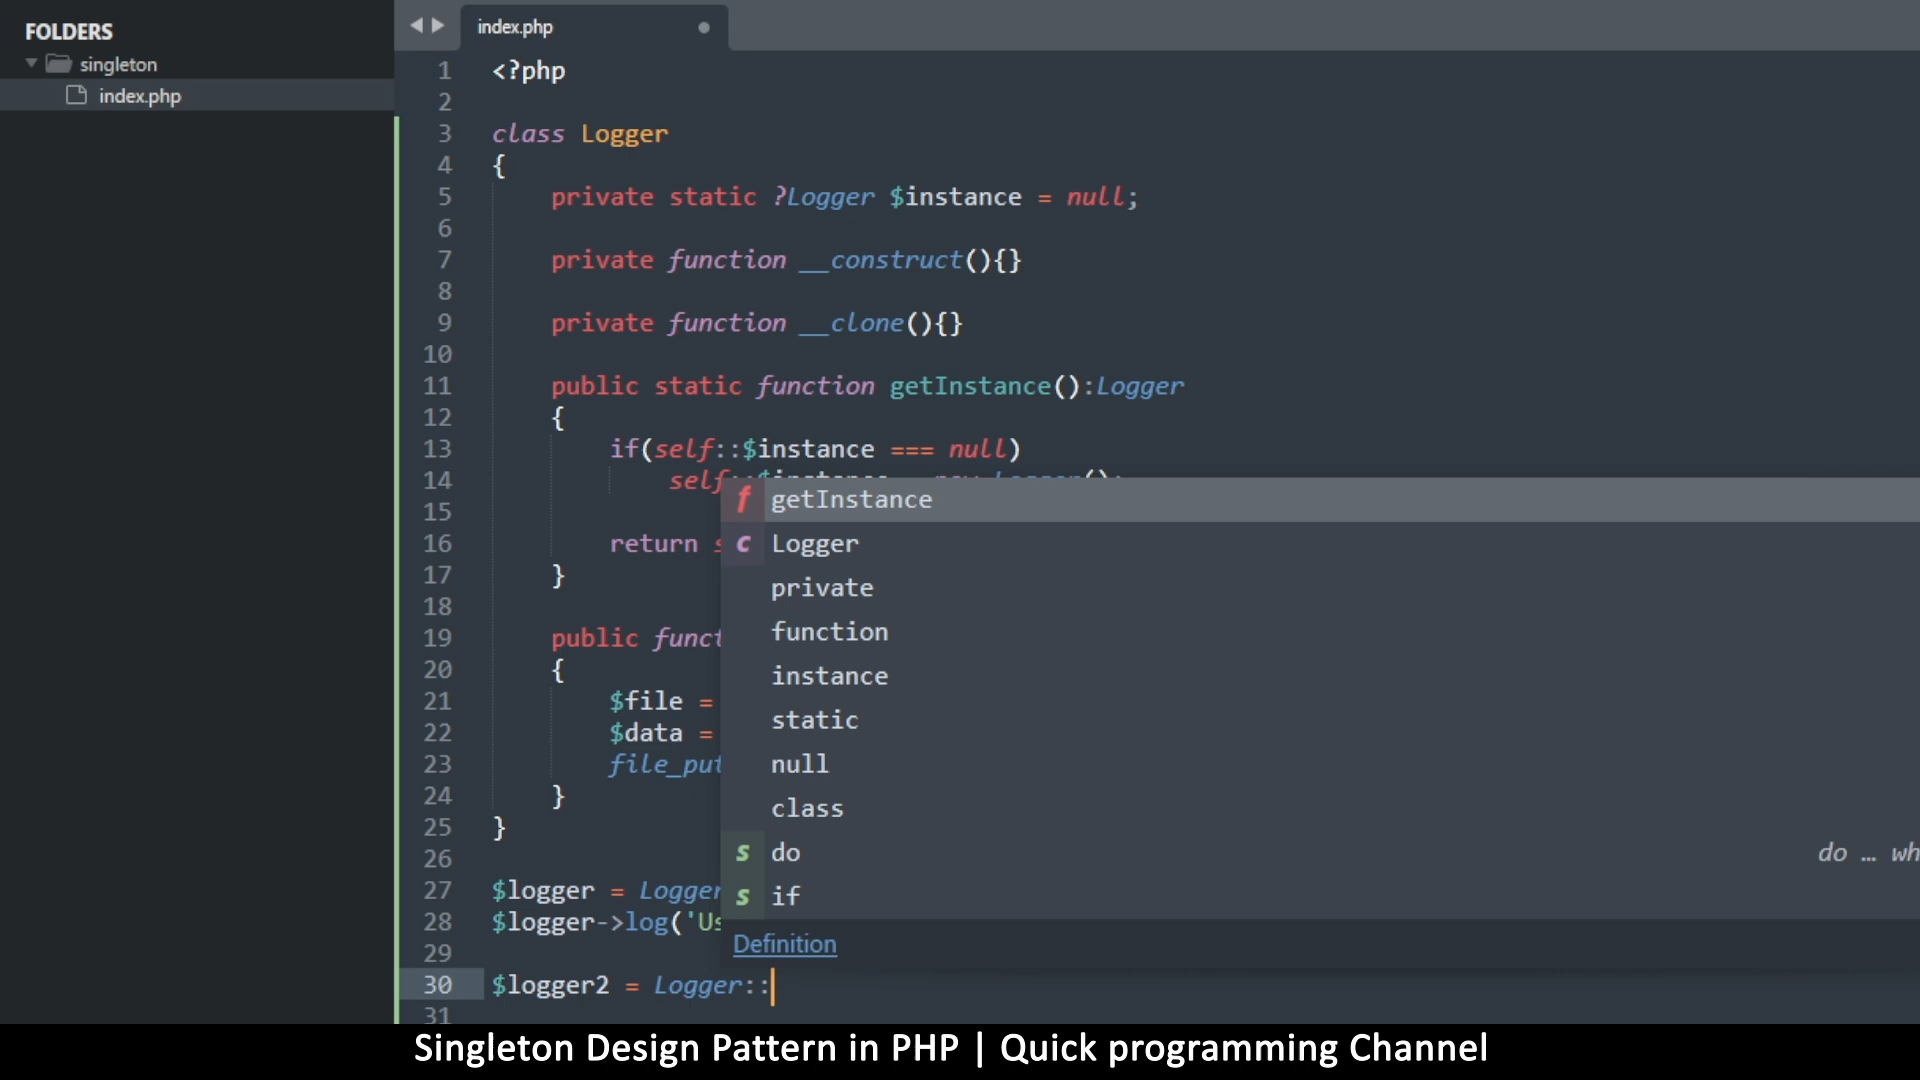 FOLDERS
singleton
index.php
index.php
1 <?php
2
3 class Logger
4 {
5 private static ?Logger $instance = null;
6
7 private function __construct(){}
8
9 private function __clone(){}
10
11 public static function getInstance():Logger
12 {
13 if(self::$instance === null)
14 self::$instance = new Logger();
15
16 return
17 }
18
19 public
20 {
21 $file =
22 $data =
23
24 }
25 }
26
27 $logger = Logger
28 $logger->log('
29
30 $logger2 = Logger::
31
f getInstance
c Logger
private
function
instance
static
null
class
s do do …
s if
Definition
Singleton Design Pattern in PHP | Quick programming Channel